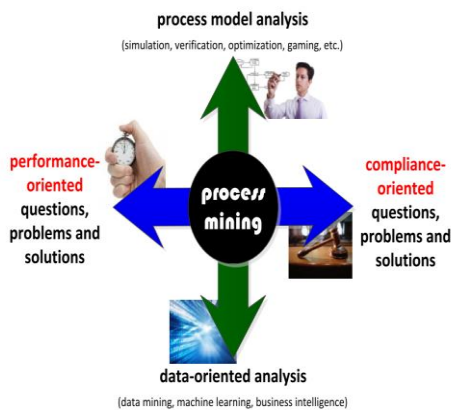 process model analysis
(simulation, verification, optimization, gaming, etc.)
performance-
oriented
questions,
problems and
solutions
process
mining
compliance-
oriented
questions,
problems and
solutions
data-oriented analysis
(data mining, machine learning, business intelligence)